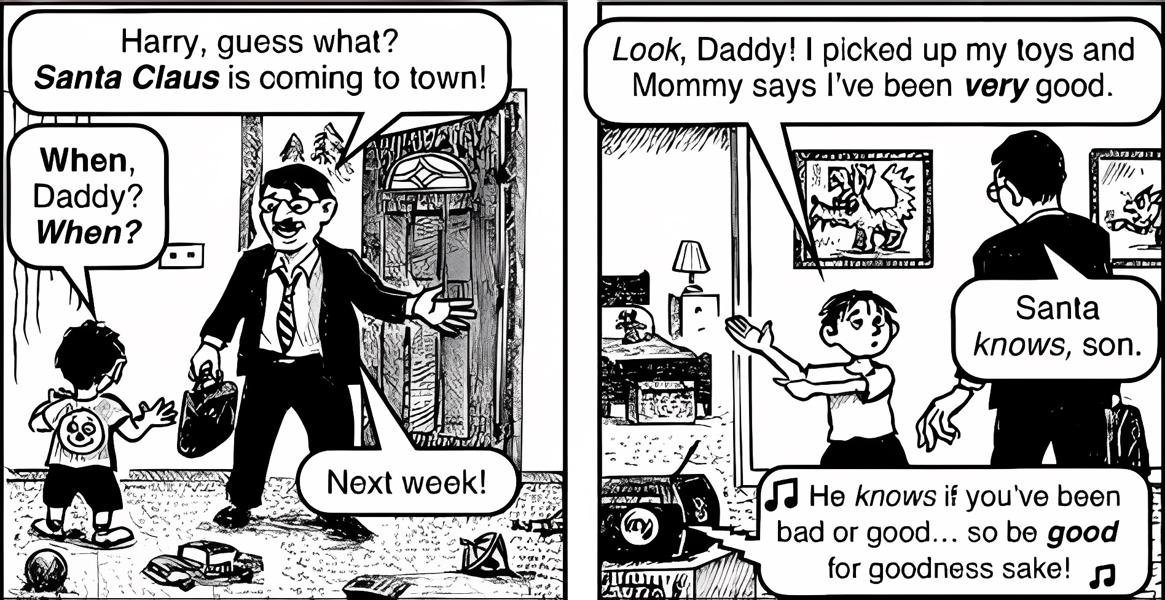 Harry, guess what?
Santa Claus is coming to town!
When,
Daddy?
When?
Next week!
Look, Daddy! I picked up my toys and
Mommy says I've been very good.
Santa
knows, son.
♫ He knows if you've been
bad or good... so be good
for goodness sake! ♫